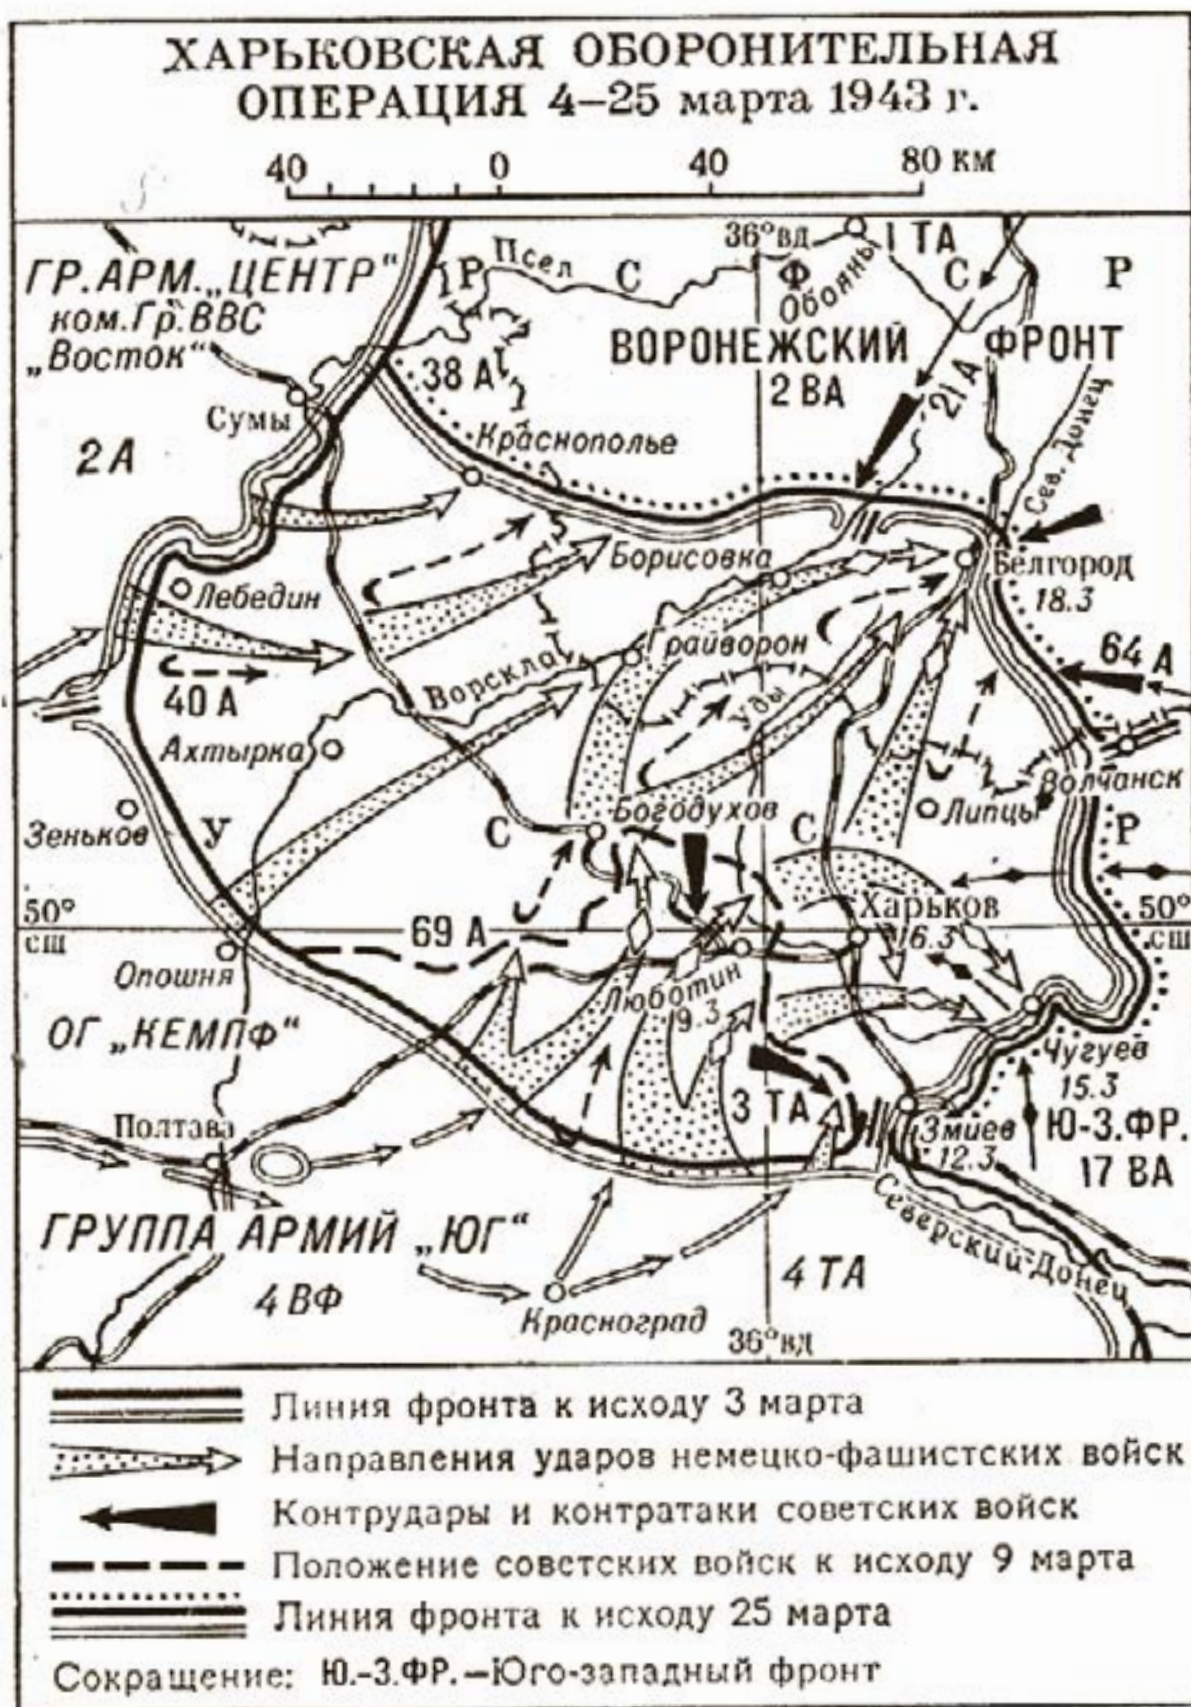 ХАРЬКОВСКАЯ ОБОРОНИТЕЛЬНАЯ
ОПЕРАЦИЯ 4–25 марта 1943 г.
40 0 40 80 км
36°вд
1 ТА
Псел
Р С Ф С Р
ГР.АРМ.„ЦЕНТР“
ком.Гр.ВВС
„Восток“
Обоянь
ВОРОНЕЖСКИЙ ФРОНТ
2 ВА
38 А
21 А
Сев. Донец
Сумы
2 А
Краснополье
Борисовка
Белгород
18.3
Лебедин
64 А
Грайворон
Ворскла
40 А
Уды
Ахтырка
Волчанск
Зеньков
Богодухов
Липцы
У С С Р
50°
сш
69 А
Харьков
16.3
50°
сш
Опошня
Люботин
9.3
ОГ „КЕМПФ“
Чугуев
15.3
3 ТА
Полтава
Змиев
12.3
Ю-З.ФР.
17 ВА
Северский Донец
ГРУППА АРМИЙ „ЮГ“
4 ВФ
4 ТА
Красноград
36°вд
Линия фронта к исходу 3 марта
Направления ударов немецко-фашистских войск
Контрудары и контратаки советских войск
Положение советских войск к исходу 9 марта
Линия фронта к исходу 25 марта
Сокращение: Ю.-З.ФР.—Юго-западный фронт